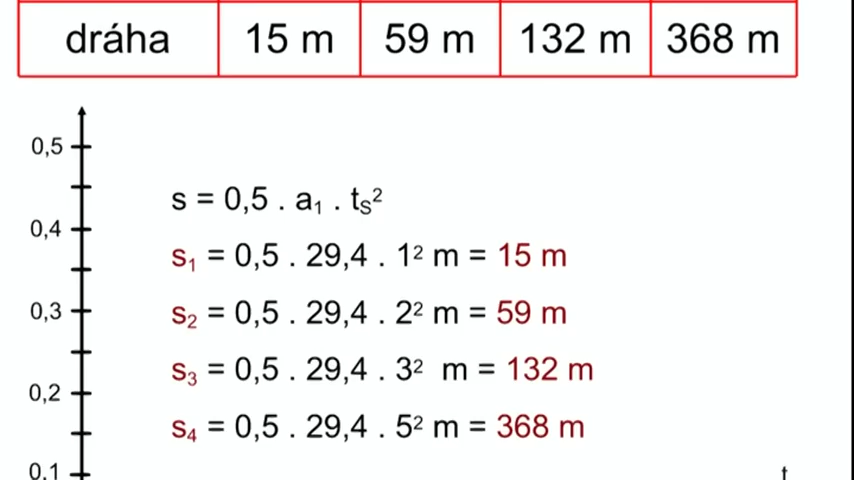 dráha 15 m 59 m 132 m 368 m
0,5
s = 0,5 . a₁ . tₛ²
0,4
s₁ = 0,5 . 29,4 . 1² m = 15 m
0,3
s₂ = 0,5 . 29,4 . 2² m = 59 m
s₃ = 0,5 . 29,4 . 3² m = 132 m
0,2
s₄ = 0,5 . 29,4 . 5² m = 368 m
0,1
t